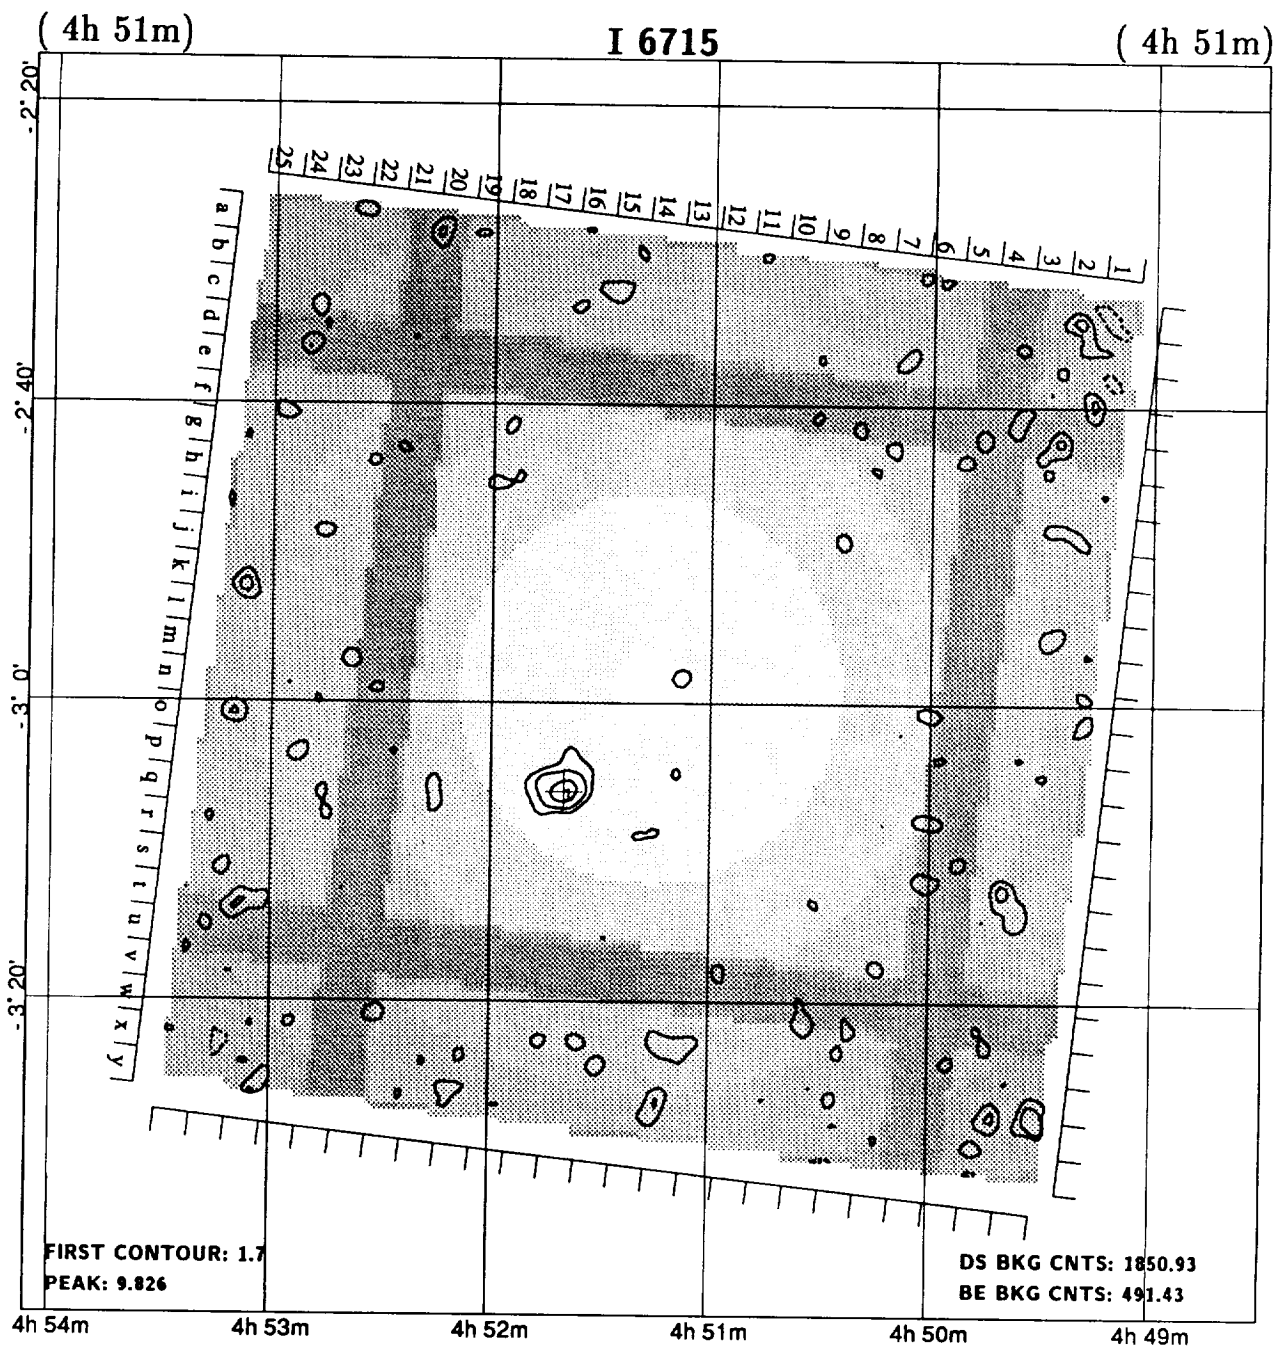 ( 4h 51m) I 6715 ( 4h 51m)
-2° 20'
25 24 23 22 21 20 19 18 17 16 15 14 13 12 11 10 9 8 7 6 5 4 3 2 1
a b c d e f g h i j k l m n o p q r s t u v w x y
-2° 40'
-3° 0'
-3° 20'
FIRST CONTOUR: 1.7
PEAK: 9.826
DS BKG CNTS: 1850.93
BE BKG CNTS: 491.43
4h 54m 4h 53m 4h 52m 4h 51m 4h 50m 4h 49m